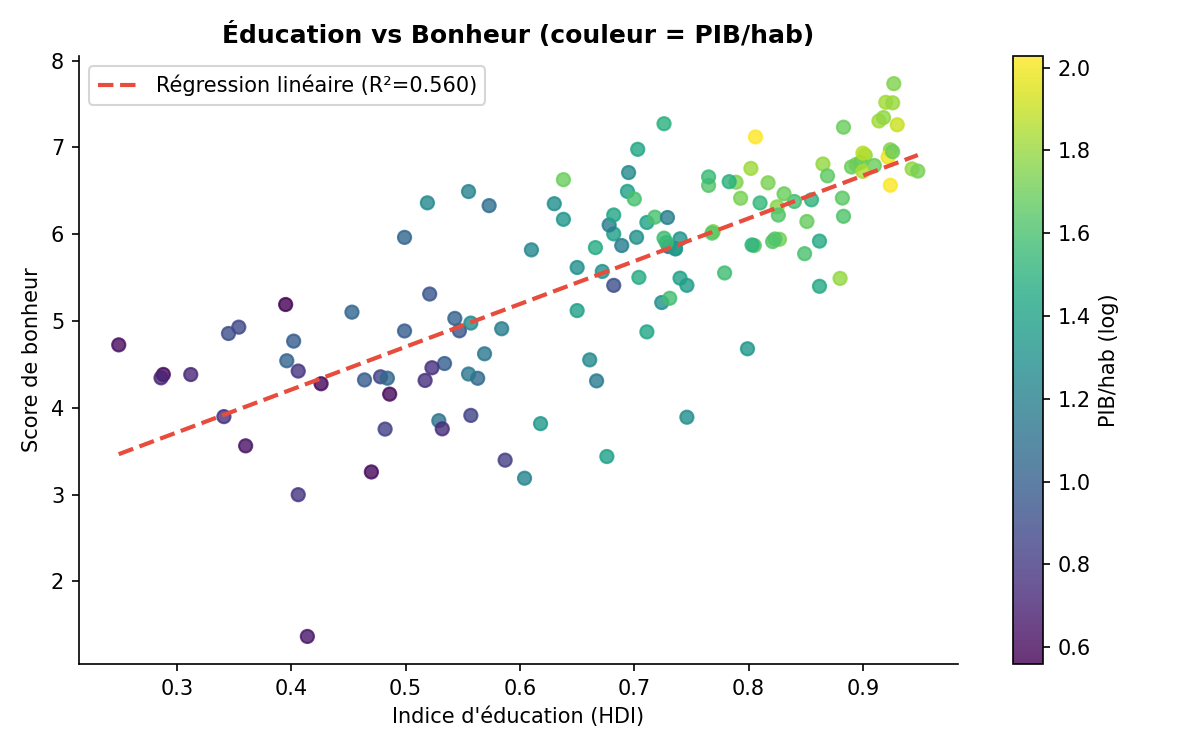 Éducation vs Bonheur (couleur = PIB/hab)
Régression linéaire (R²=0.560)
Score de bonheur
8
7
6
5
4
3
2
0.3 0.4 0.5 0.6 0.7 0.8 0.9
Indice d'éducation (HDI)
2.0
1.8
1.6
1.4
1.2
1.0
0.8
0.6
PIB/hab (log)